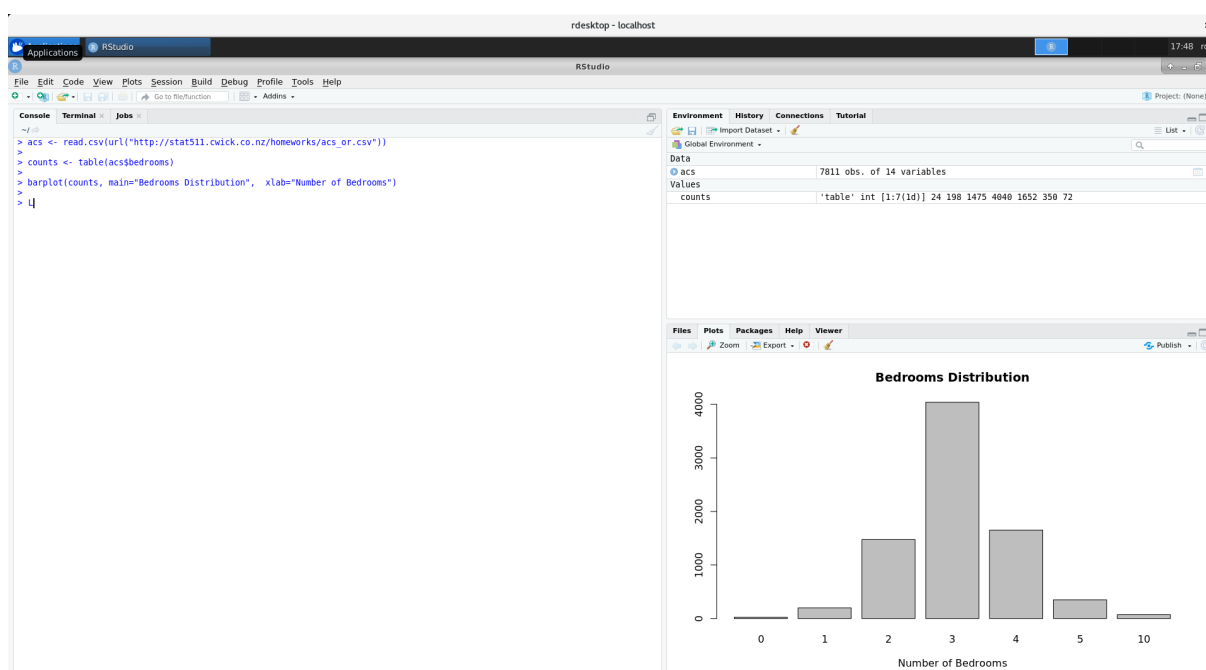 rdesktop - localhost
Applications
RStudio
17:48
RStudio
File Edit Code View Plots Session Build Debug Profile Tools Help
Go to file/function Addins
Project: (None)
Console Terminal Jobs
~/
> acs <- read.csv(url("http://stat511.cwick.co.nz/homeworks/acs_or.csv"))
>
> counts <- table(acs$bedrooms)
>
> barplot(counts, main="Bedrooms Distribution",  xlab="Number of Bedrooms")
>
> L
Environment History Connections Tutorial
Import Dataset List
Global Environment
Data
acs 7811 obs. of 14 variables
Values
counts 'table' int [1:7(1d)] 24 198 1475 4040 1652 350 72
Files Plots Packages Help Viewer
Zoom Export Publish
Bedrooms Distribution
4000
3000
2000
1000
0
0 1 2 3 4 5 10
Number of Bedrooms